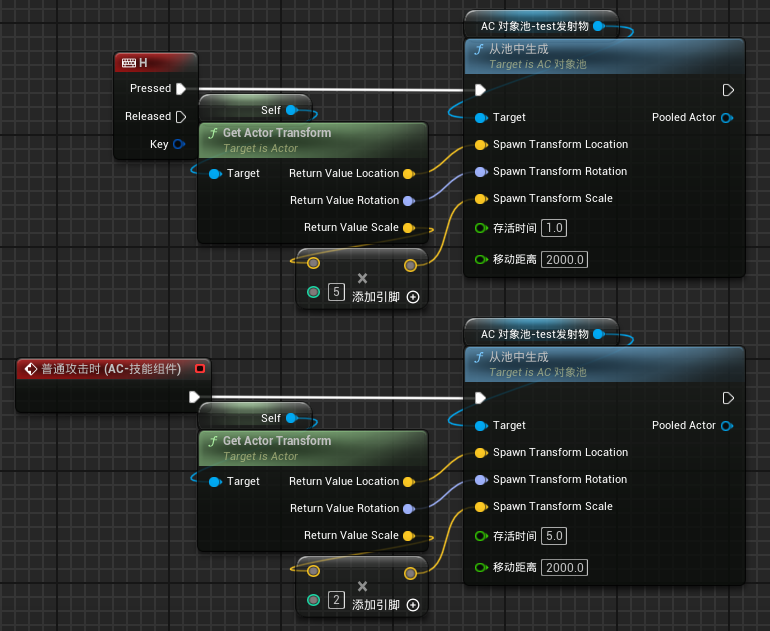 AC 对象池-test发射物
从池中生成
Target is AC 对象池
H
Pressed
Released
Key
Self
Get Actor Transform
Target is Actor
Target
Return Value Location
Return Value Rotation
Return Value Scale
5
添加引脚
Target
Pooled Actor
Spawn Transform Location
Spawn Transform Rotation
Spawn Transform Scale
存活时间 1.0
移动距离 2000.0
AC 对象池-test发射物
从池中生成
Target is AC 对象池
普通攻击时 (AC-技能组件)
Self
Get Actor Transform
Target is Actor
Target
Return Value Location
Return Value Rotation
Return Value Scale
2
添加引脚
Target
Pooled Actor
Spawn Transform Location
Spawn Transform Rotation
Spawn Transform Scale
存活时间 5.0
移动距离 2000.0